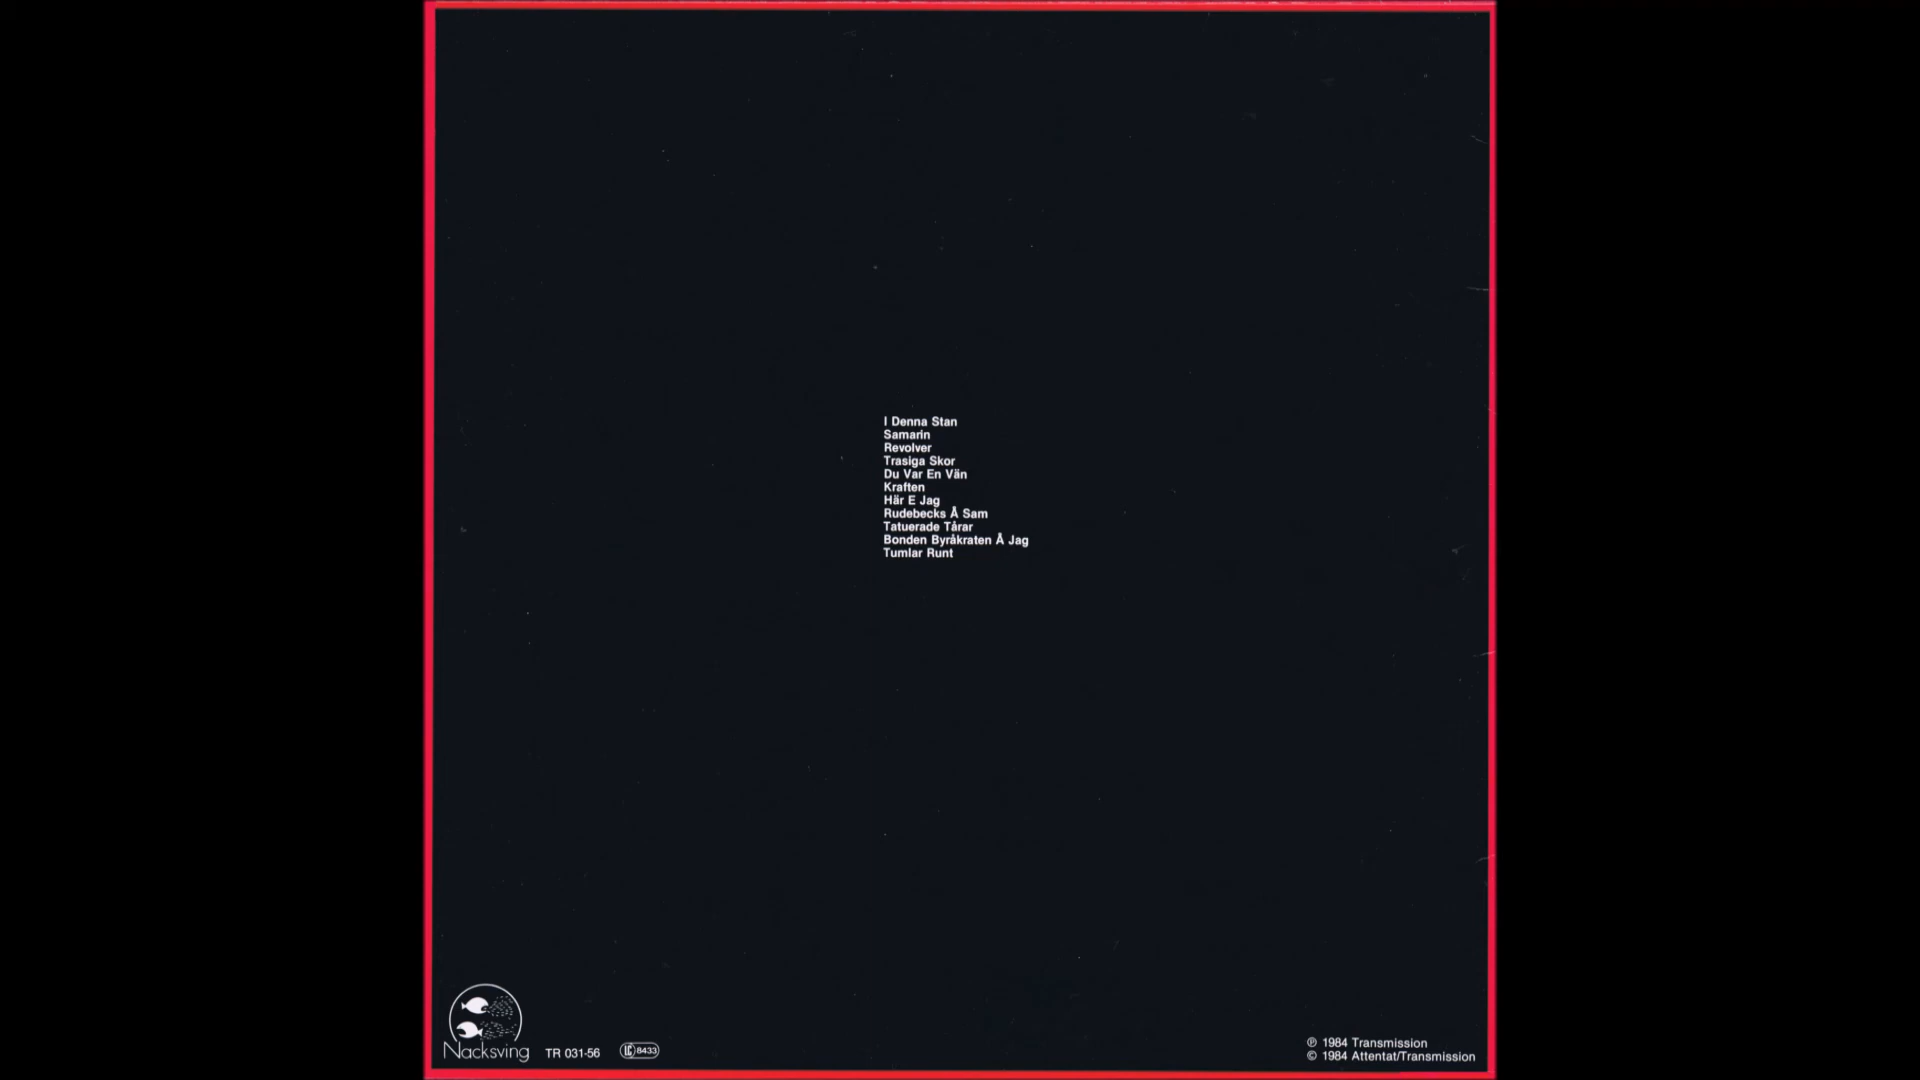 I Denna Stan
Samarin
Revolver
Trasiga Skor
Du Var En Vän
Kraften
Här E Jag
Rudebecks Å Sam
Tatuerade Tårar
Bonden Byråkraten Å Jag
Tumlar Runt
Nacksving TR 031-56 LC 8433
℗ 1984 Transmission
© 1984 Attentat/Transmission